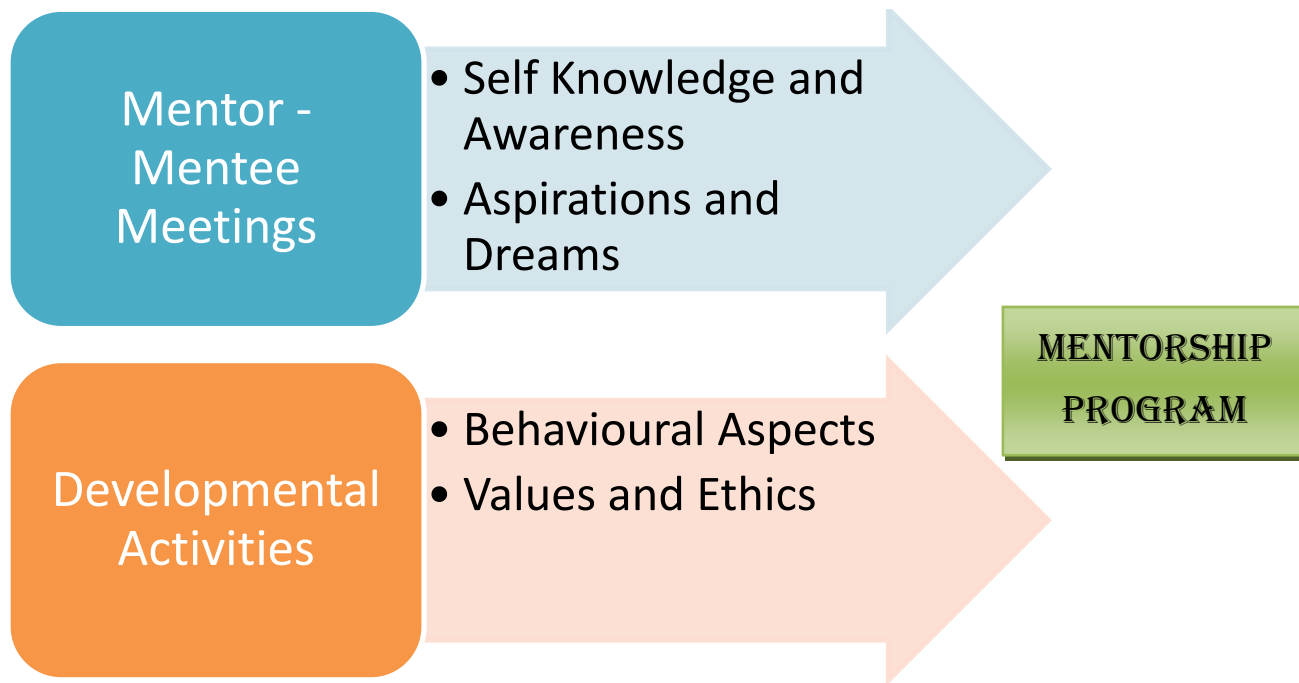 Mentor -
Mentee
Meetings
• Self Knowledge and
Awareness
• Aspirations and
Dreams
Developmental
Activities
• Behavioural Aspects
• Values and Ethics
MENTORSHIP
PROGRAM